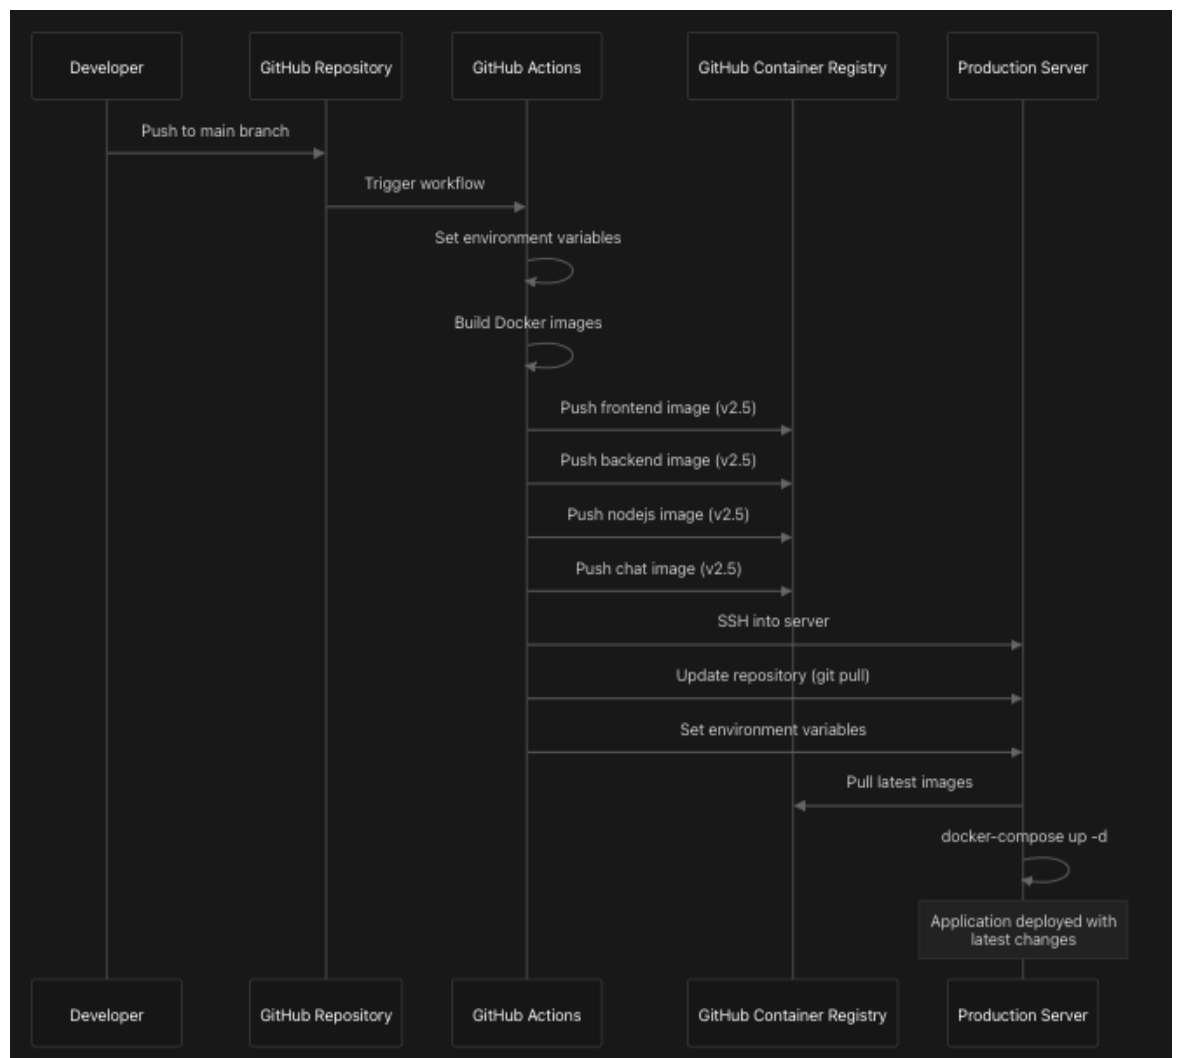 Developer
GitHub Repository
GitHub Actions
GitHub Container Registry
Production Server
Push to main branch
Trigger workflow
Set environment variables
Build Docker images
Push frontend image (v2.5)
Push backend image (v2.5)
Push nodejs image (v2.5)
Push chat image (v2.5)
SSH into server
Update repository (git pull)
Set environment variables
Pull latest images
docker-compose up -d
Application deployed with
latest changes
Developer
GitHub Repository
GitHub Actions
GitHub Container Registry
Production Server